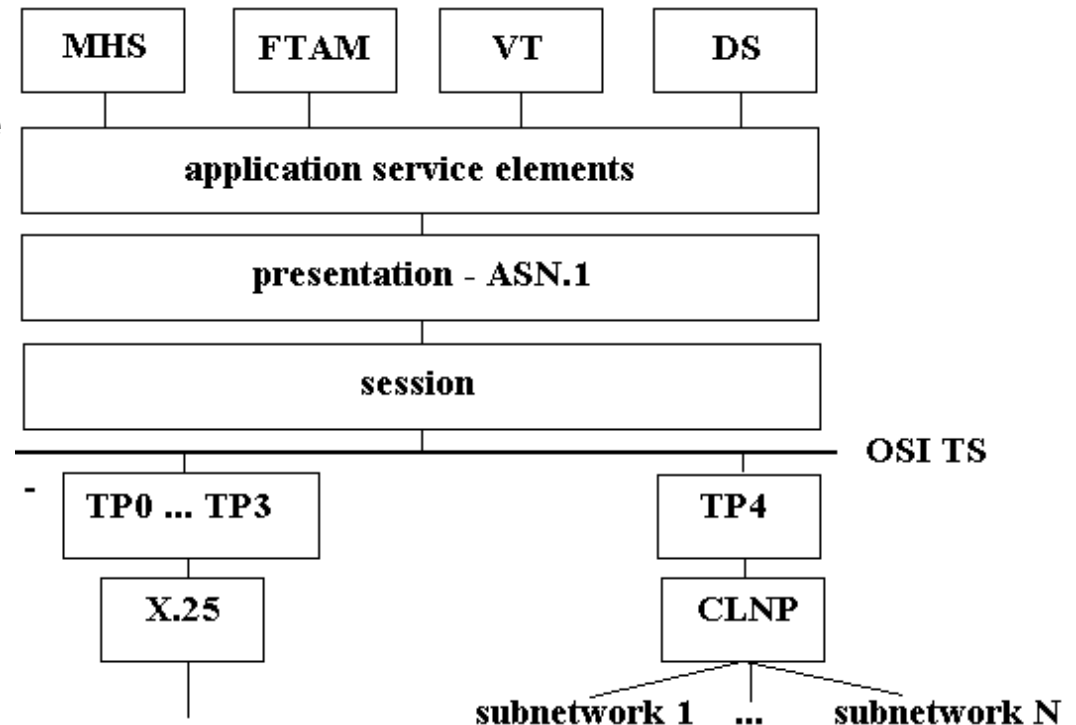 MHS FTAM VT DS
application service elements
presentation - ASN.1
session
OSI TS
-
TP0 ... TP3 TP4
X.25 CLNP
subnetwork 1 ... subnetwork N